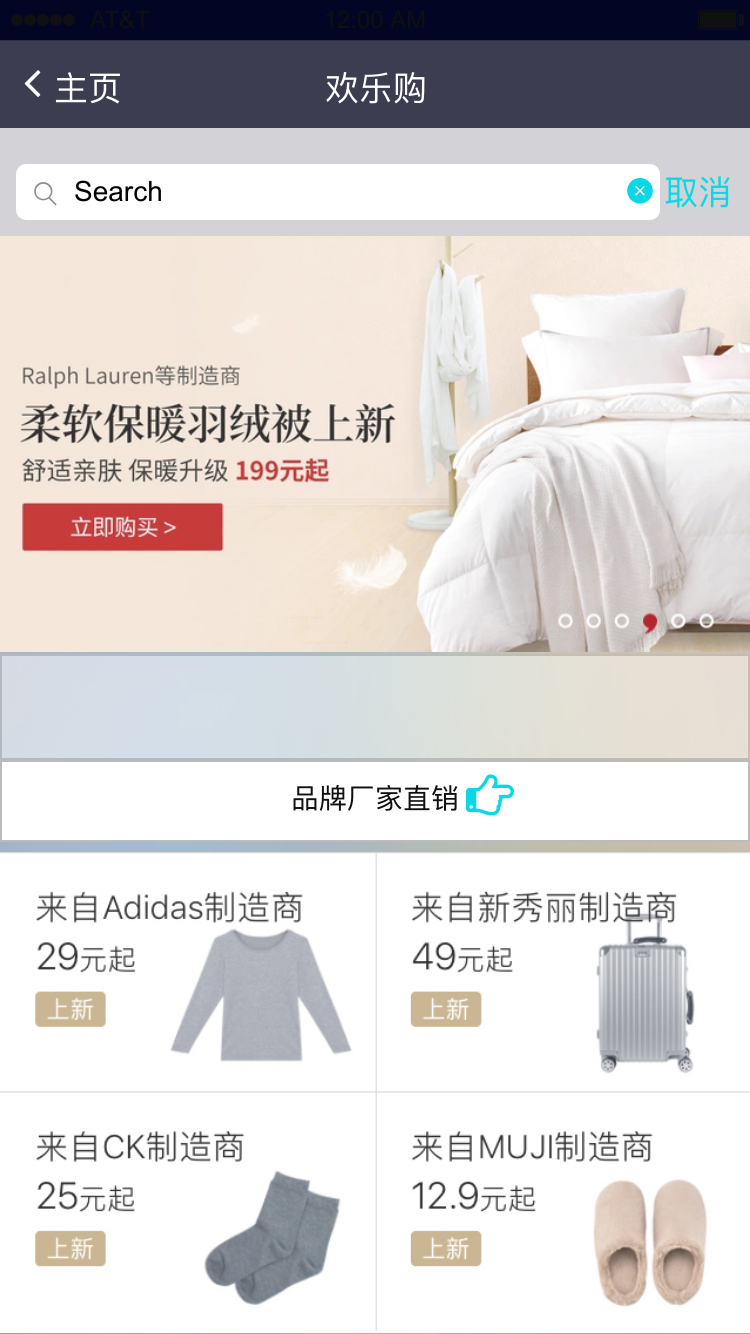 AT&T 12:00 AM
主页 欢乐购
Search 取消
Ralph Lauren等制造商
柔软保暖羽绒被上新
舒适亲肤 保暖升级 199元起
立即购买 >
品牌厂家直销
来自Adidas制造商
29元起
上新
来自新秀丽制造商
49元起
上新
来自CK制造商
25元起
上新
来自MUJI制造商
12.9元起
上新